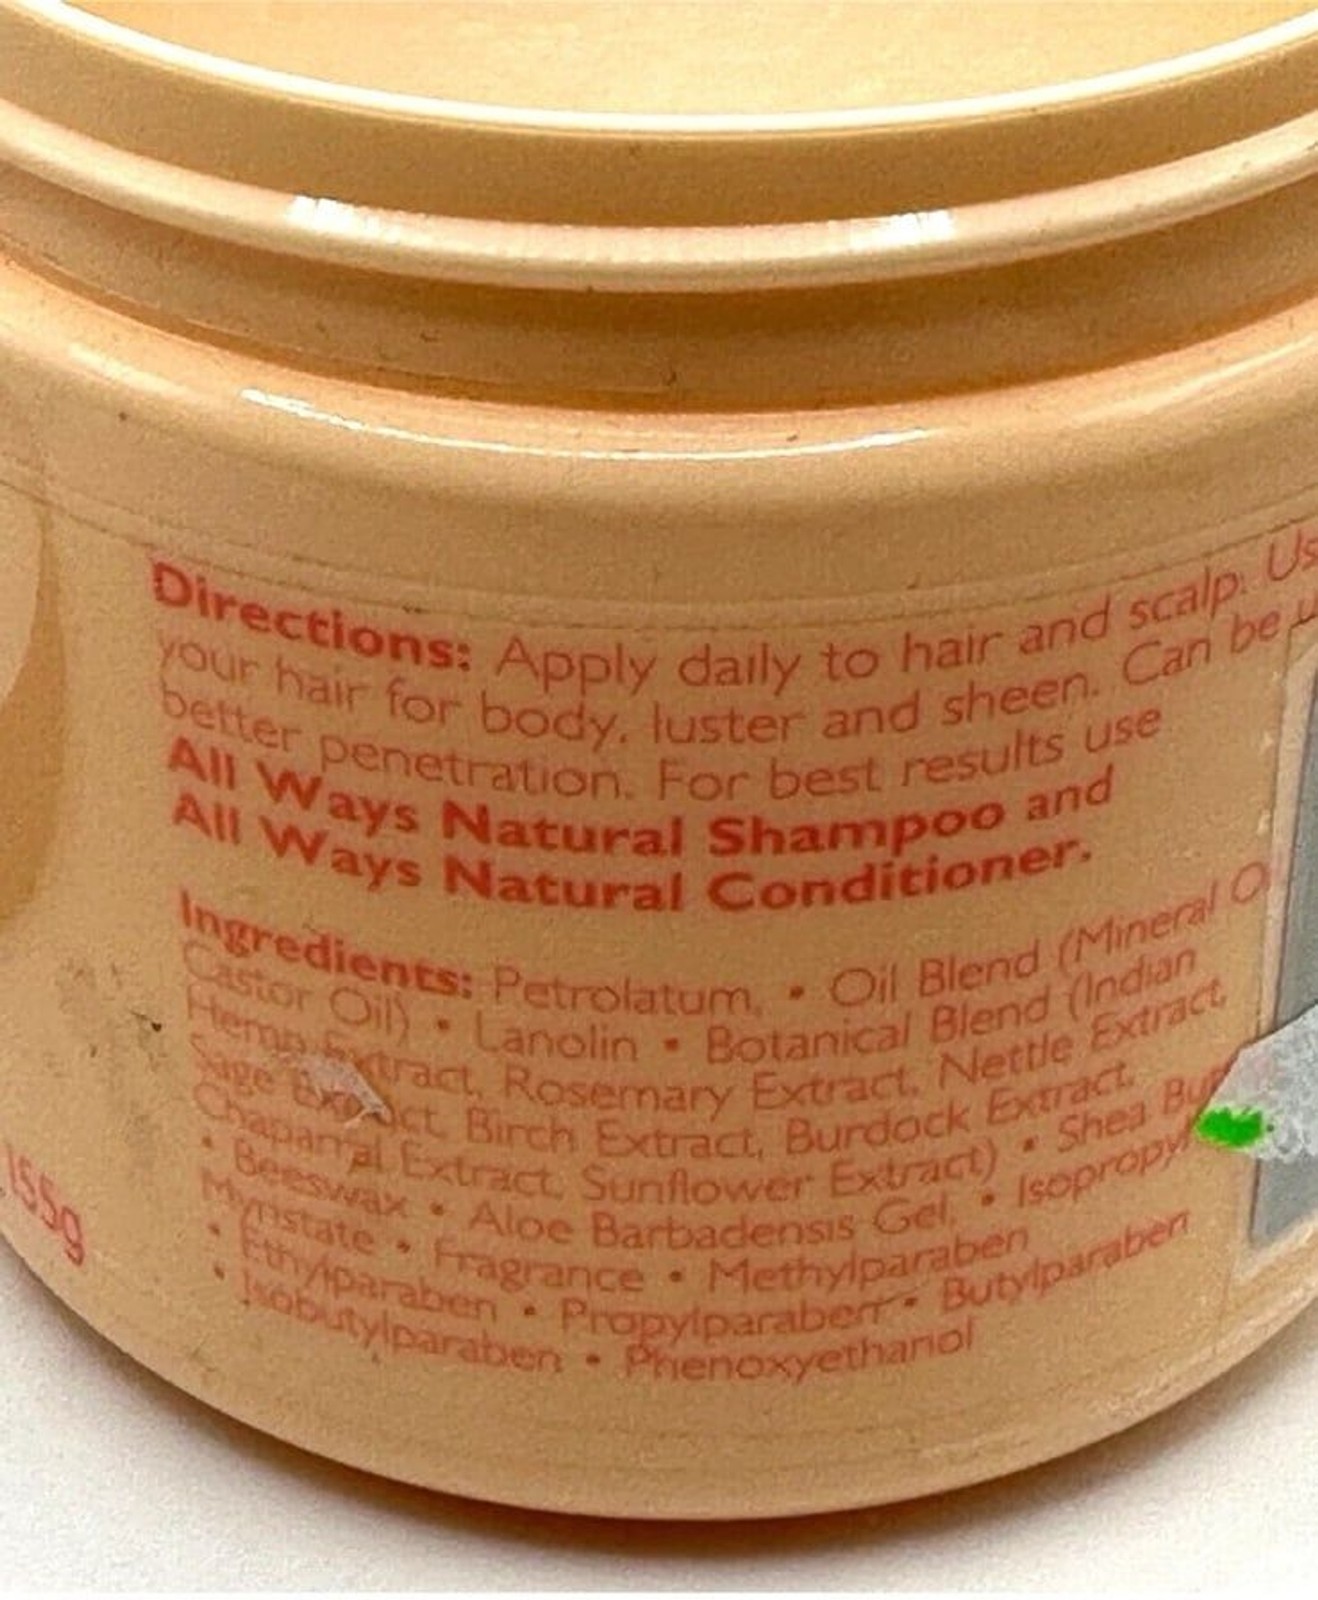 Directions: Apply daily to hair and scalp. Us
your hair for body, luster and sheen. Can be u
better penetration. For best results use
All Ways Natural Shampoo and
All Ways Natural Conditioner.
Ingredients: Petrolatum, • Oil Blend (Mineral O
Castor Oil) • Lanolin • Botanical Blend (Indian
Hemp Extract, Rosemary Extract, Nettle Extract,
Sage Extract, Birch Extract, Burdock Extract,
Chaparral Extract, Sunflower Extract) • Shea Bu
• Beeswax • Aloe Barbadensis Gel, • Isopropyl
Myristate • Fragrance • Methylparaben
• Ethylparaben • Propylparaben • Butylparaben
• Isobutylparaben • Phenoxyethanol
155g